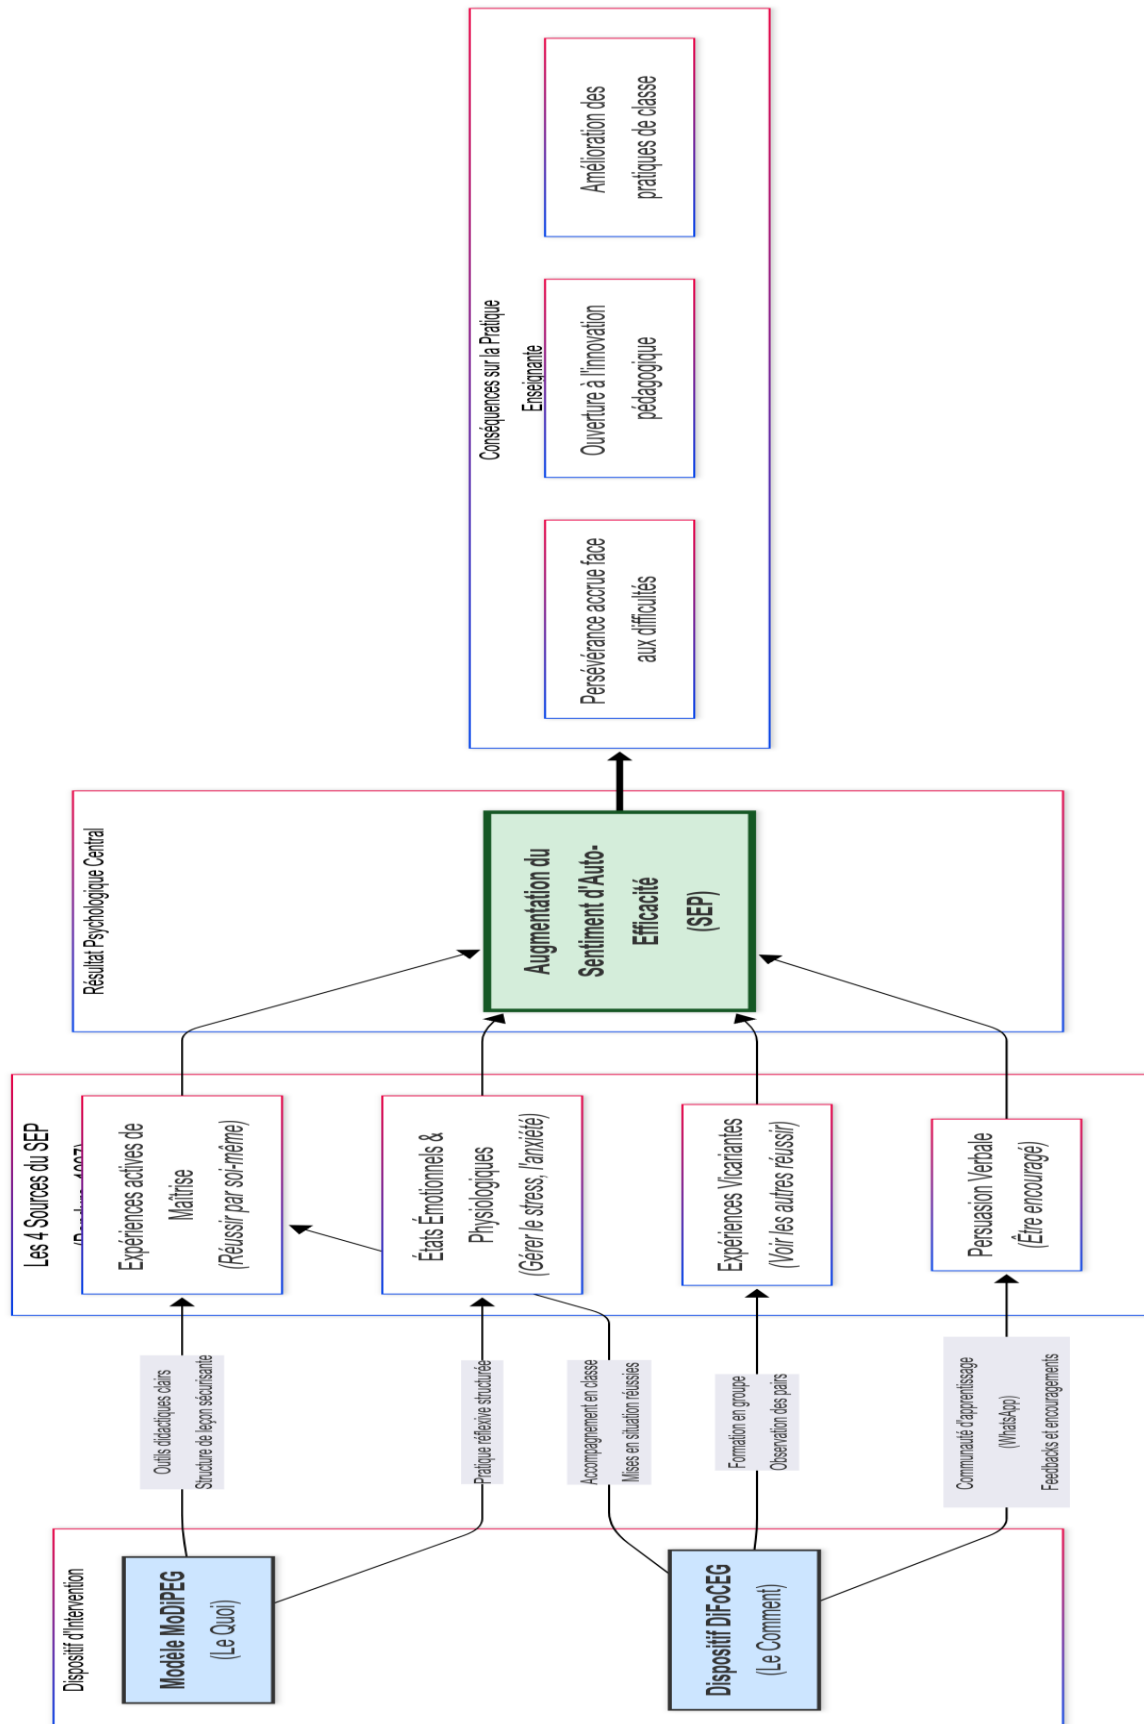 Dispositif d'Intervention
Modèle MoDiPEG
(Le Quoi)
Dispositif DiFoCEG
(Le Comment)
Outils didactiques clairs
Structure de leçon sécurisante
Pratique réflexive structurée
Accompagnement en classe
Mises en situation réussies
Formation en groupe
Observation des pairs
Communauté d'apprentissage
(WhatsApp)
Feedbacks et encouragements
Les 4 Sources du SEP
Expériences actives de
Maîtrise
(Réussir par soi-même)
États Émotionnels &
Physiologiques
(Gérer le stress, l'anxiété)
Expériences Vicariantes
(Voir les autres réussir)
Persuasion Verbale
(Être encouragé)
Résultat Psychologique Central
Augmentation du
Sentiment d'Auto-
Efficacité
(SEP)
Conséquences sur la Pratique
Enseignante
Persévérance accrue face
aux difficultés
Ouverture à l'innovation
pédagogique
Amélioration des
pratiques de classe